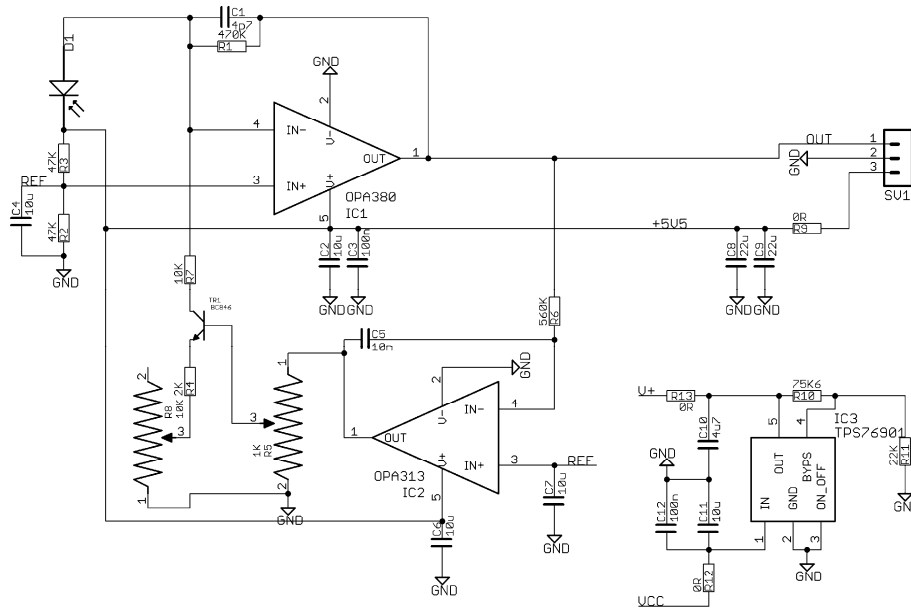 C1
4p7
470K
R1
D1
GND
2
V-
4
IN-
OUT
1
3
IN+
V+
5
OPA380
IC1
47K
R3
REF
C4
10u
47K
R2
GND
OUT
1
GND
2
3
SV1
+5V5
0R
R9
C2
10u
C3
100n
GND
GND
C8
22u
C9
22u
GND
GND
10K
R7
TR1
BC846
2K
R4
2
R8
10K
3
1
1
3
1K
R5
2
GND
C5
10n
560K
R6
GND
2
V-
4
IN-
1
OUT
V+
IN+
3
REF
OPA313
IC2
5
C7
10u
GND
C6
10u
GND
V+
R13
0R
75K6
R10
C10
4u7
5
4
IC3
TPS76901
22K
R11
GND
OUT
BYPS
IN
GND
ON_OFF
1
2
3
GND
GND
C12
100n
C11
10u
0R
R12
VCC